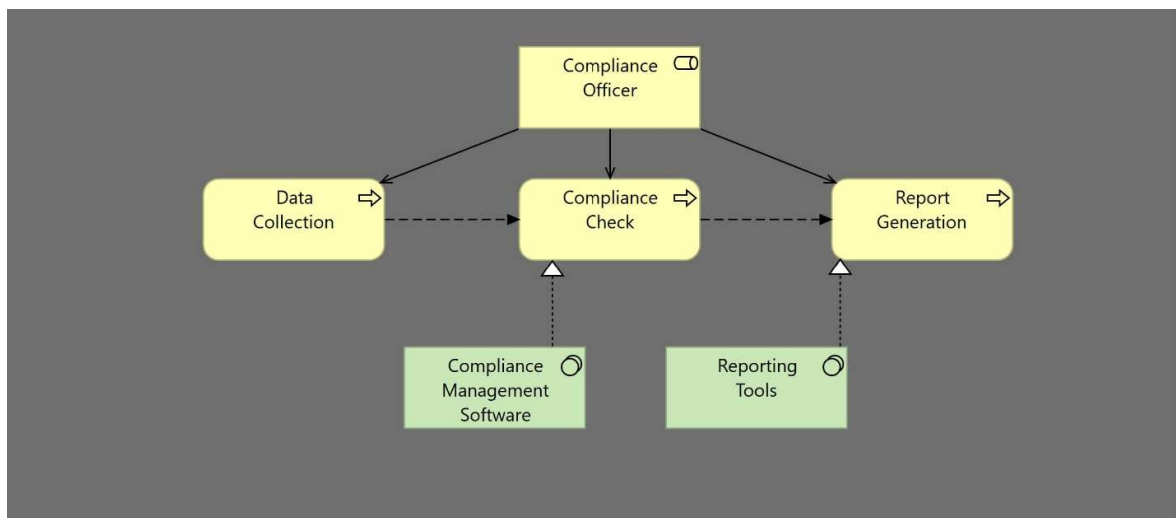 Compliance
Officer
Data
Collection
Compliance
Check
Report
Generation
Compliance
Management
Software
Reporting
Tools